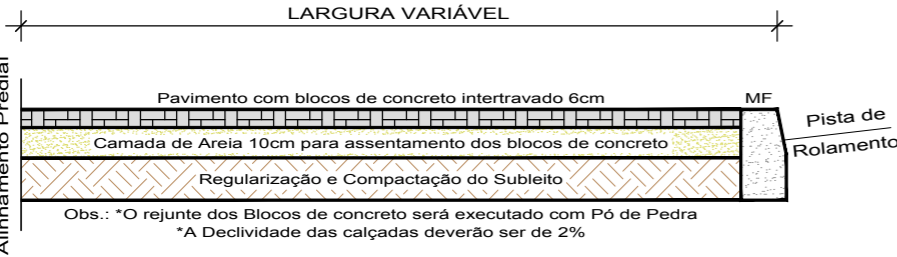 LARGURA VARIÁVEL
Alinhamento Predial
Pavimento com blocos de concreto intertravado 6cm
MF
Pista de
Rolamento
Camada de Areia 10cm para assentamento dos blocos de concreto
Regularização e Compactação do Subleito
Obs.: *O rejunte dos Blocos de concreto será executado com Pó de Pedra
*A Declividade das calçadas deverão ser de 2%